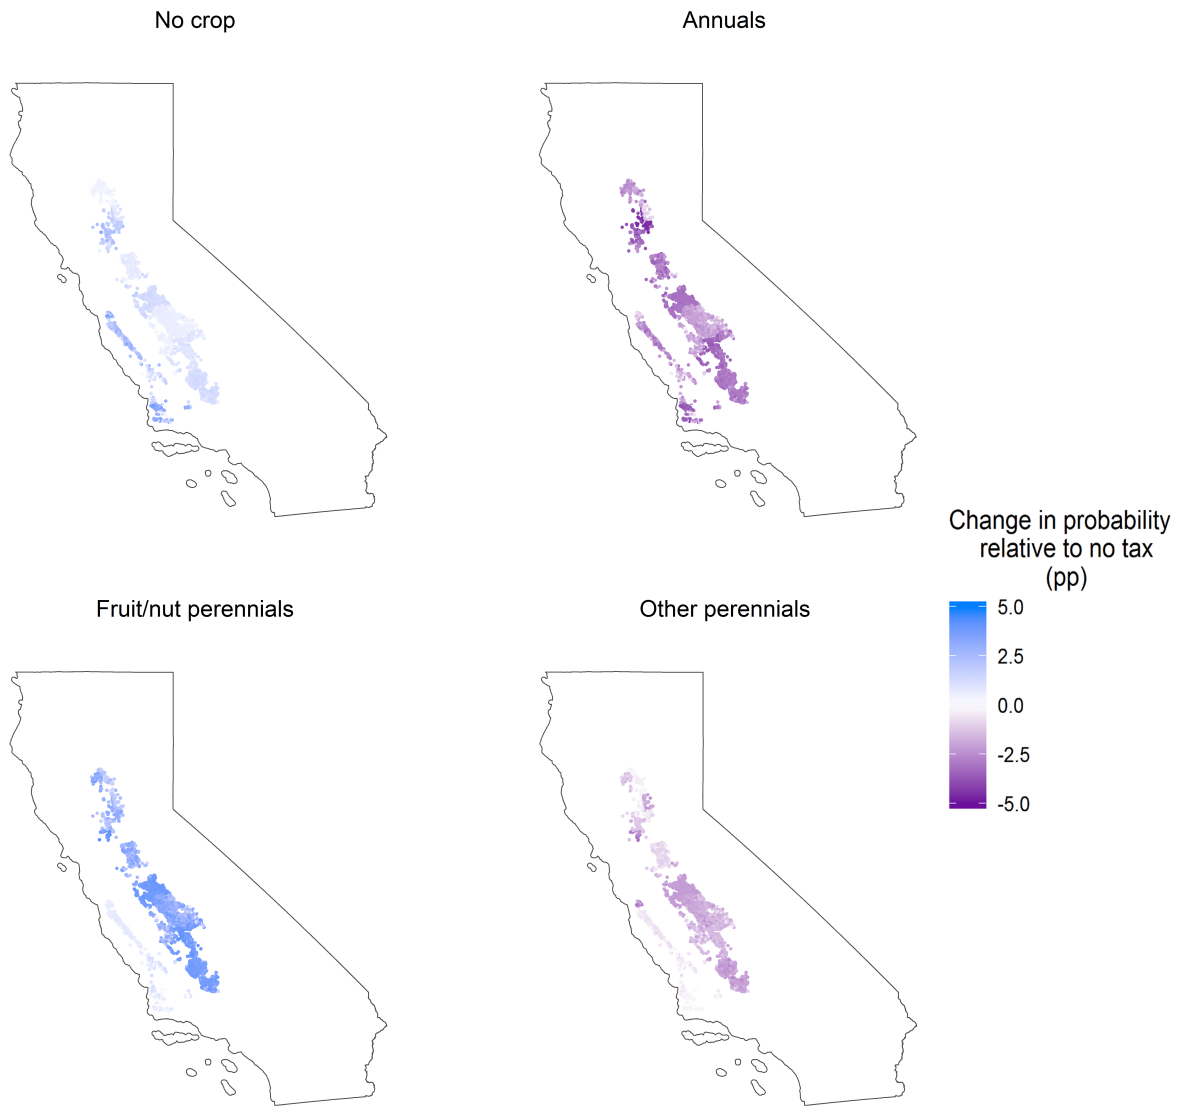 No crop
Annuals
Fruit/nut perennials
Other perennials
Change in probability
relative to no tax
(pp)
5.0
2.5
0.0
-2.5
-5.0